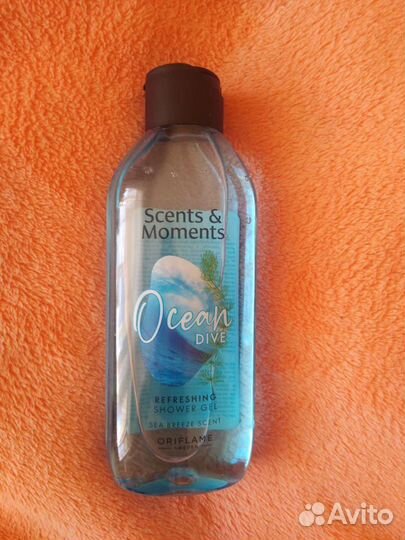 Scents &
Moments
Ocean
DIVE
REFRESHING
SHOWER GEL
SEA BREEZE SCENT
ORIFLAME
SWEDEN
Avito